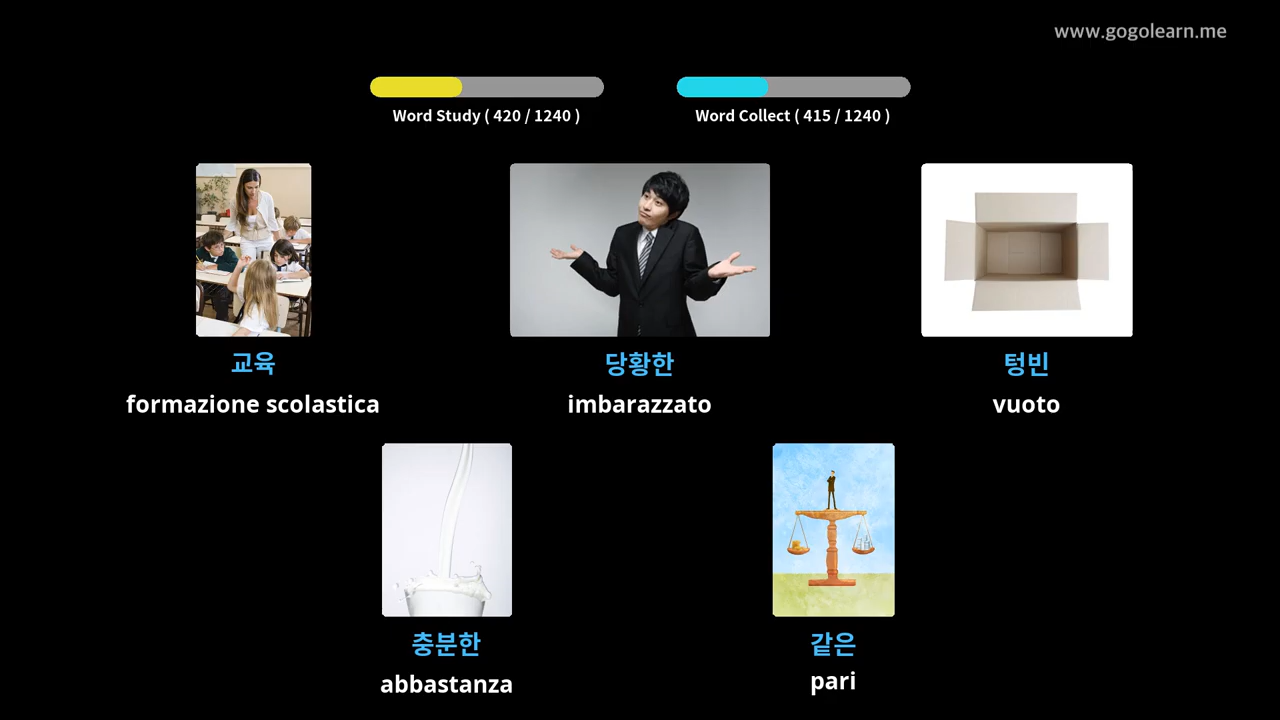 www.gogolearn.me
Word Study ( 420 / 1240 )
Word Collect ( 415 / 1240 )
교육
formazione scolastica
당황한
imbarazzato
텅빈
vuoto
충분한
abbastanza
같은
pari